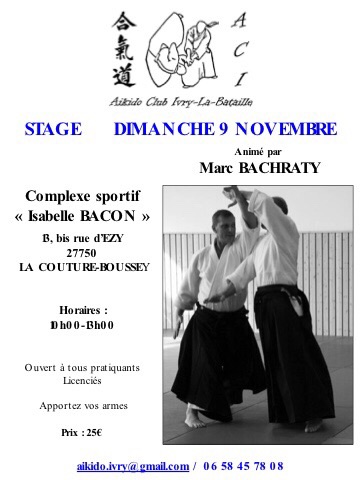 合氣道
A
C
I
Aïkido Club Ivry-La-Bataille
STAGE DIMANCHE 9 NOVEMBRE
Animé par
Marc BACHRATY
Complexe sportif
« Isabelle BACON »
13, bis rue d'EZY
27750
LA COUTURE-BOUSSEY
Horaires :
10h00-13h00
Ouvert à tous pratiquants
Licenciés
Apportez vos armes
Prix : 25€
aikido.ivry@gmail.com / 06 58 45 78 08